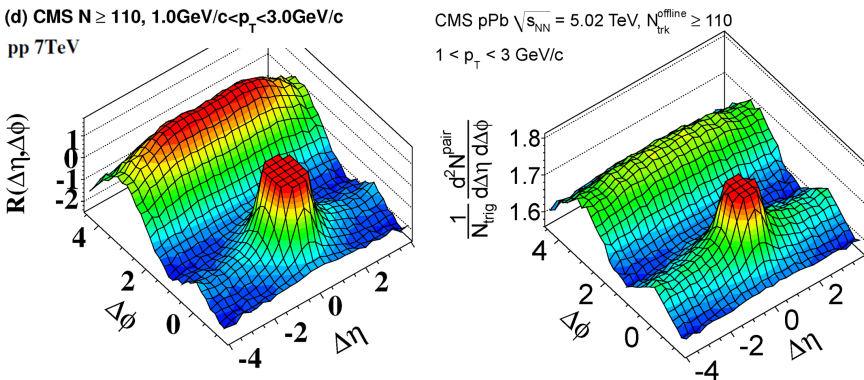 (d) CMS N ≥ 110, 1.0GeV/c<p_T<3.0GeV/c
pp 7TeV
R(Δη,Δφ)
1
0
-1
-2
4
2
0
Δφ
-4
-2
0
2
Δη
CMS pPb √s_NN = 5.02 TeV, N_trk^offline ≥ 110
1 < p_T < 3 GeV/c
1/N_trig d²N^pair/dΔη dΔφ
1.8
1.7
1.6
4
2
0
Δφ
-4
-2
0
2
Δη